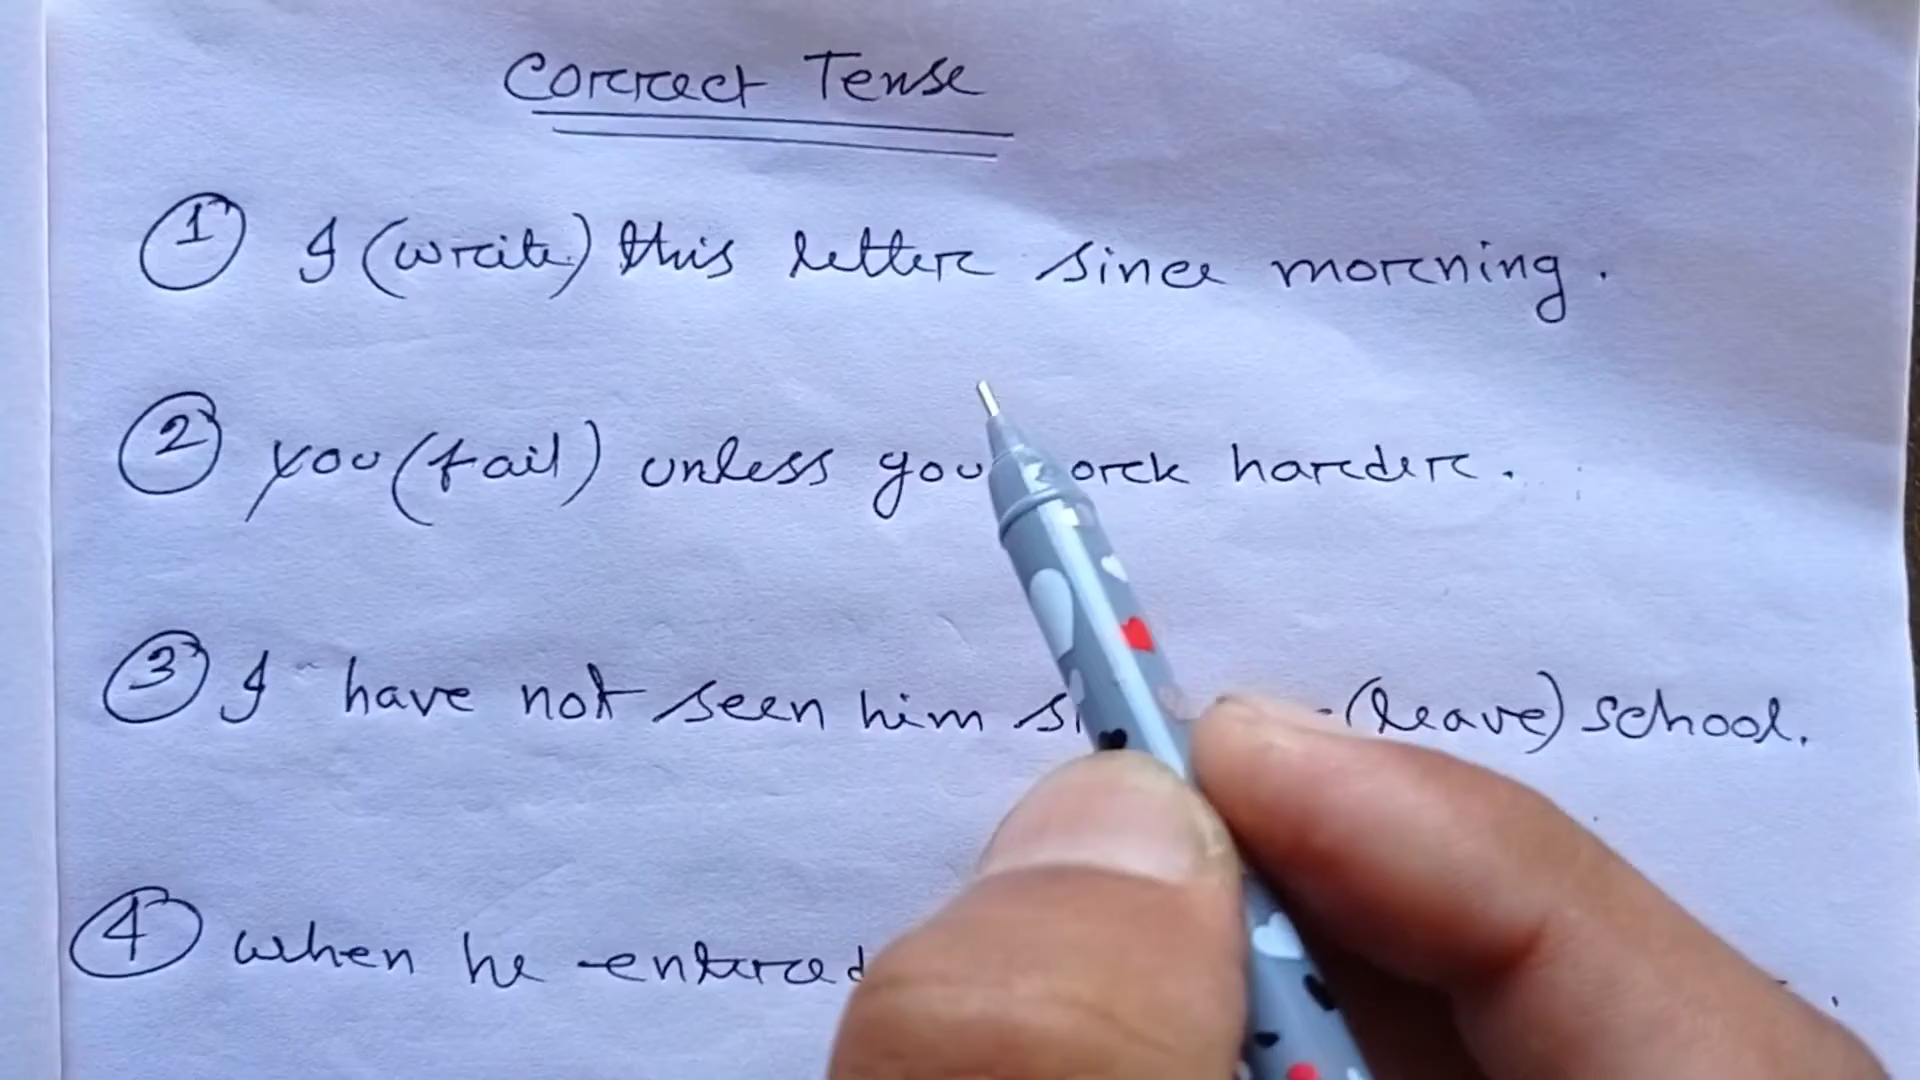 Correct Tense
1 I (write) this letter since morning.
2 you (fail) unless you work harder.
3 I have not seen him (leave) school.
4 when he entered